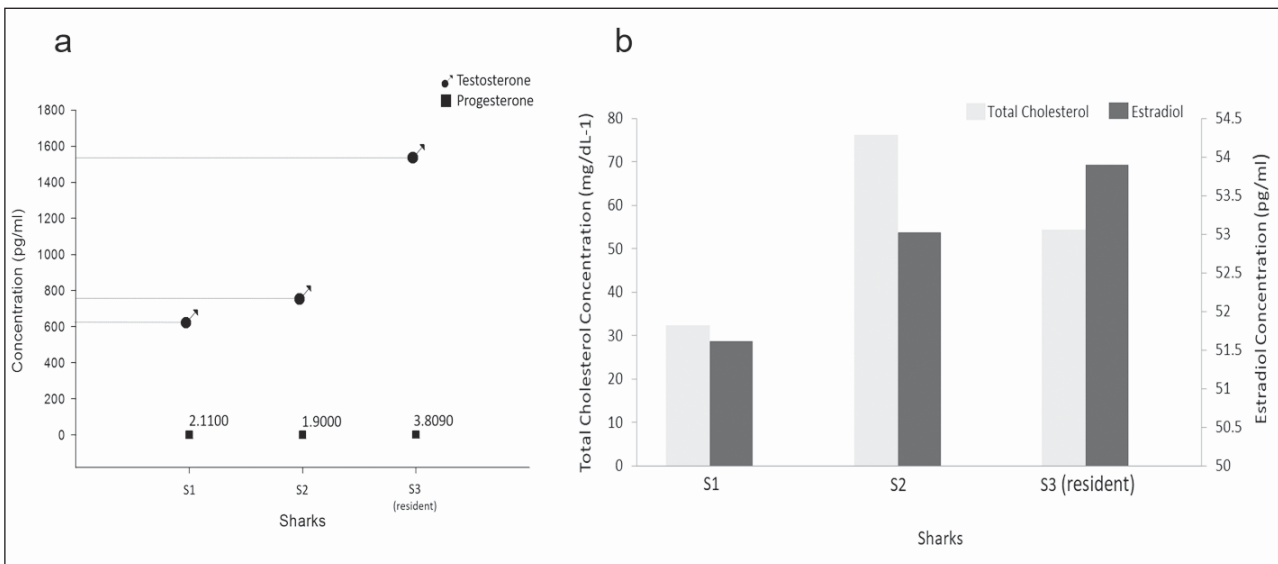 a
Testosterone
Progesterone
Concentration (pg/ml)
1800
1600
1400
1200
1000
800
600
400
200
0
2.1100
1.9000
3.8090
S1
S2
S3
(resident)
Sharks
b
Total Cholesterol
Estradiol
Total Cholesterol Concentration (mg/dL-1)
80
70
60
50
40
30
20
10
0
54.5
54
53.5
53
52.5
52
51.5
51
50.5
50
Estradiol Concentration (pg/ml)
S1
S2
S3 (resident)
Sharks